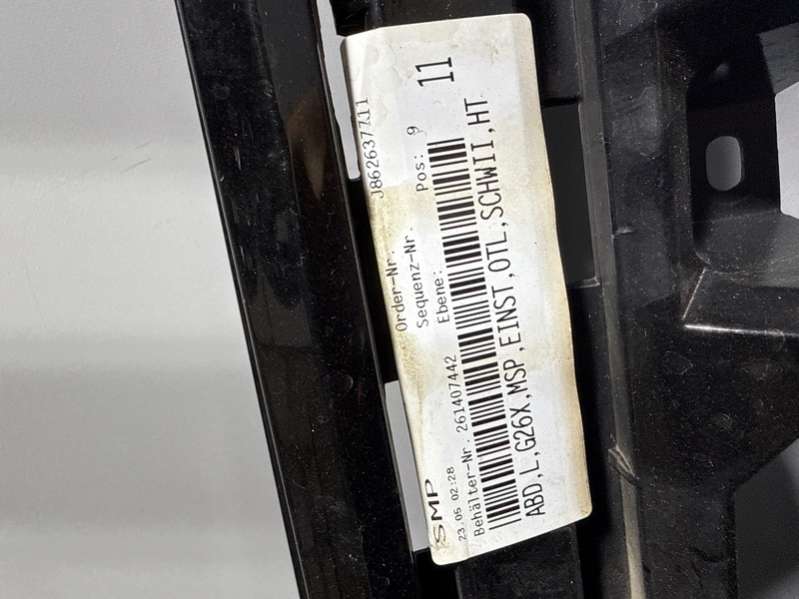 SMP
23.05 02:28
Behälter-Nr. 261407442
Order-Nr. J862637711
Sequenz-Nr.
Ebene: Pos: 9
11
ABD,L,G26X,MSP,EINST,OTL,SCHWII,HT